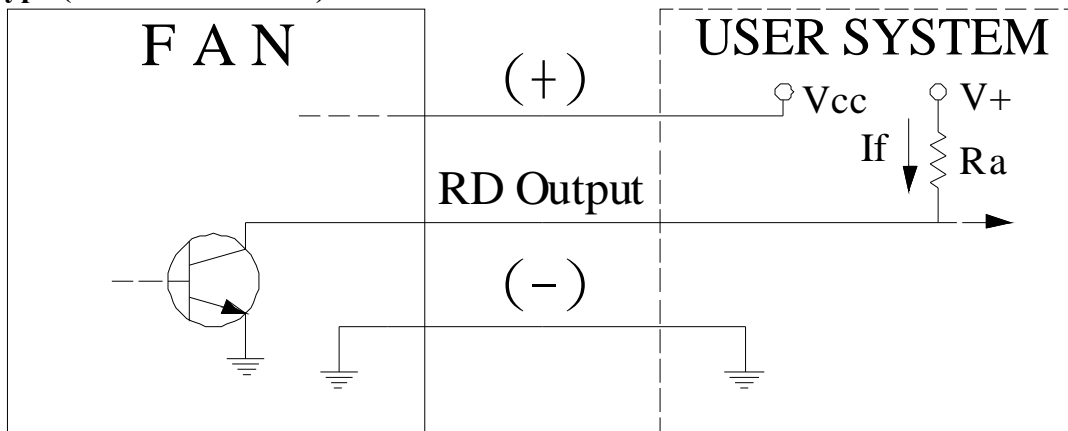 F A N
USER SYSTEM
(+)
Vcc
V+
If
Ra
RD Output
(-)